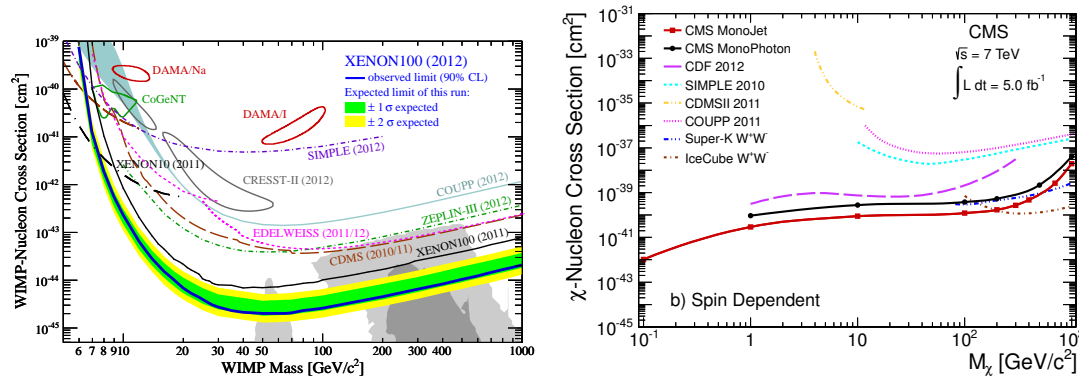 WIMP-Nucleon Cross Section [cm²]
10⁻³⁹
10⁻⁴⁰
10⁻⁴¹
10⁻⁴²
10⁻⁴³
10⁻⁴⁴
10⁻⁴⁵
XENON100 (2012)
observed limit (90% CL)
Expected limit of this run:
± 1 σ expected
± 2 σ expected
DAMA/Na
CoGeNT
DAMA/I
SIMPLE (2012)
XENON10 (2011)
CRESST-II (2012)
COUPP (2012)
ZEPLIN-III (2012)
EDELWEISS (2011/12)
CDMS (2010/11)
XENON100 (2011)
6 7 8 9 10 20 30 40 50 100 200 300 400 1000
WIMP Mass [GeV/c²]
χ-Nucleon Cross Section [cm²]
10⁻³¹
10⁻³³
10⁻³⁵
10⁻³⁷
10⁻³⁹
10⁻⁴¹
10⁻⁴³
10⁻⁴⁵
CMS MonoJet
CMS MonoPhoton
CDF 2012
SIMPLE 2010
CDMSII 2011
COUPP 2011
Super-K W⁺W⁻
IceCube W⁺W⁻
CMS
√s = 7 TeV
∫L dt = 5.0 fb⁻¹
b) Spin Dependent
10⁻¹ 1 10 10² 10³
Mχ [GeV/c²]